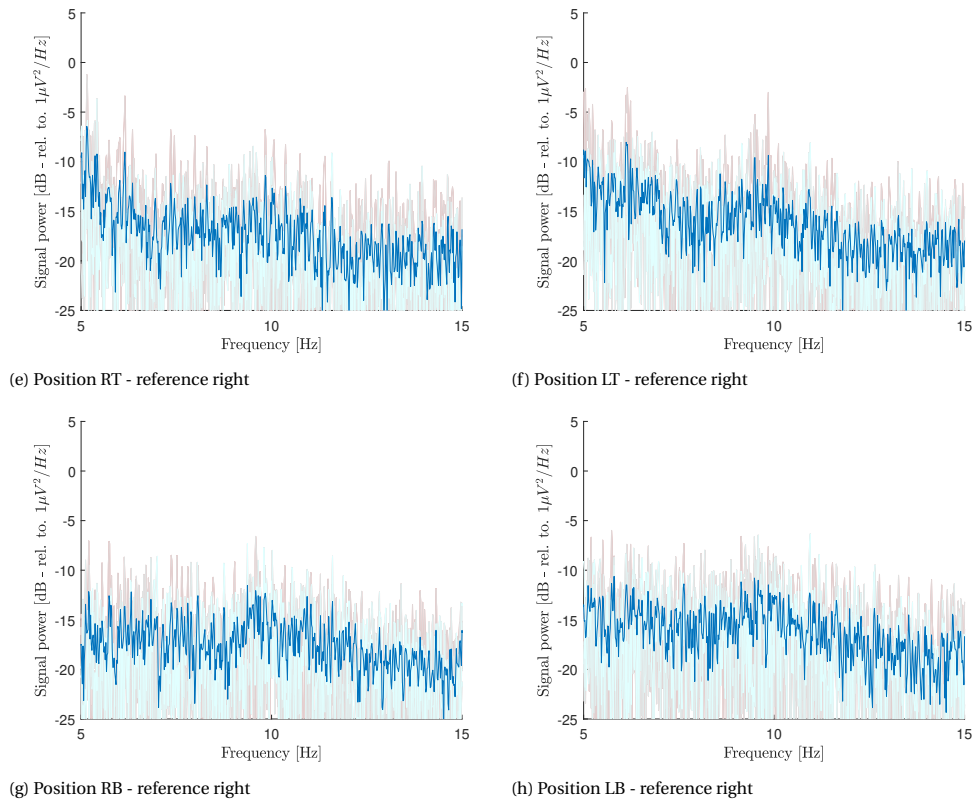 5
0
-5
-10
-15
-20
-25
Signal power [dB - rel. to. 1μV²/Hz]
5 10 15
Frequency [Hz]
(e) Position RT - reference right
5
0
-5
-10
-15
-20
-25
Signal power [dB - rel. to. 1μV²/Hz]
5 10 15
Frequency [Hz]
(f) Position LT - reference right
5
0
-5
-10
-15
-20
-25
Signal power [dB - rel. to. 1μV²/Hz]
5 10 15
Frequency [Hz]
(g) Position RB - reference right
5
0
-5
-10
-15
-20
-25
Signal power [dB - rel. to. 1μV²/Hz]
5 10 15
Frequency [Hz]
(h) Position LB - reference right